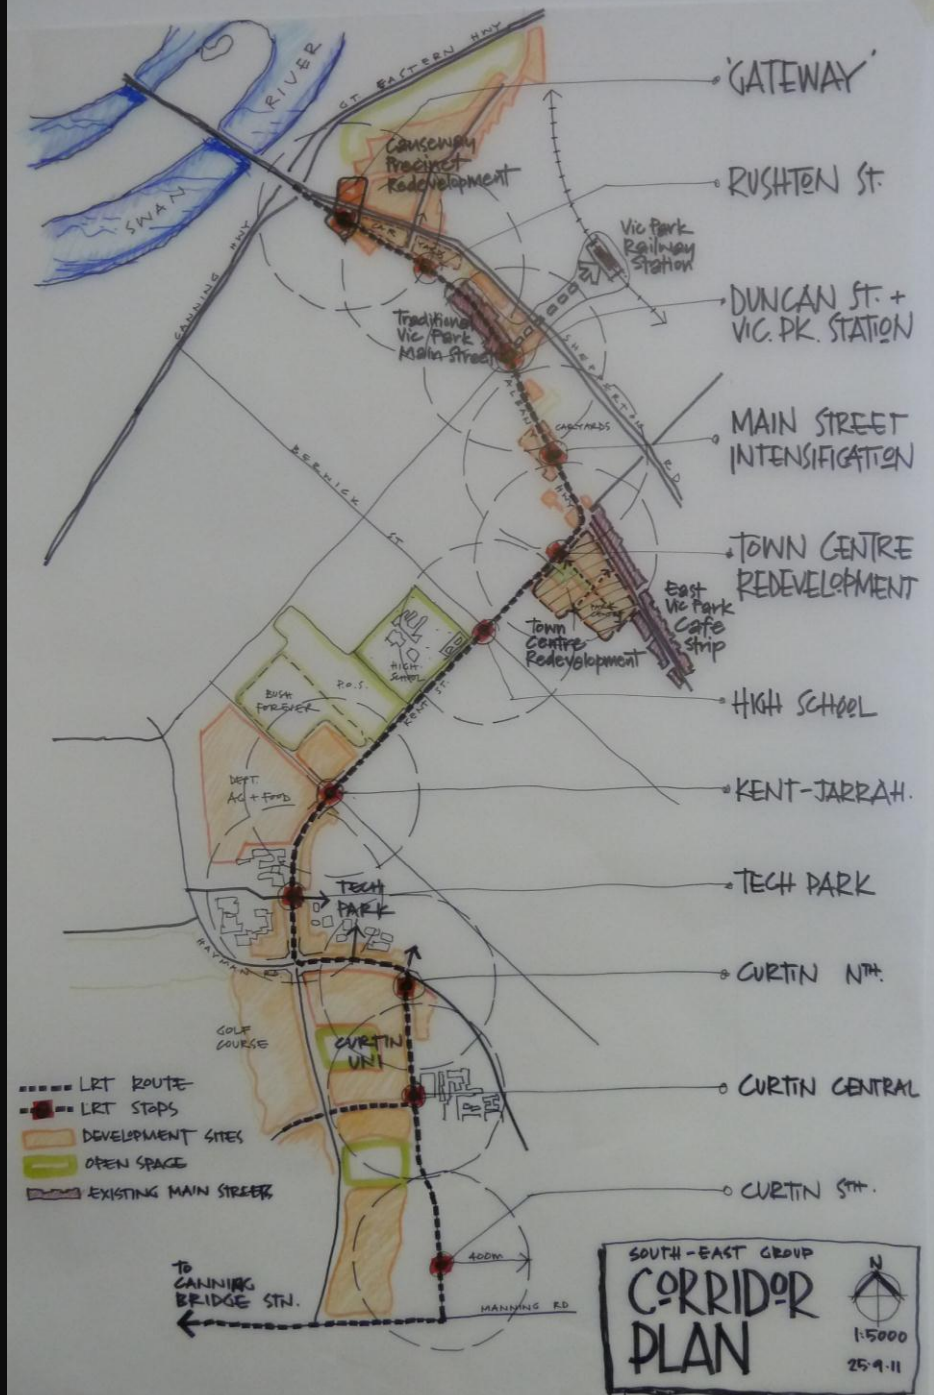 GT. EASTERN HWY
RIVER
SWAN
CANNING HWY
Causeway
Precinct
Redevelopment
CAR
Vic Park
Railway
Station
Traditional
Vic Park
Main Street
SHEPPERTON RD
ALBANY
HWY
CARYARDS
BERWICK ST.
East
Vic Park
Cafe
Strip
Town
Centre
Redevelopment
HIGH
SCHOOL
P.O.S.
BUSH
FOREVER
KENT ST.
DEPT.
AG + FOOD
TECH
PARK
HAYMAN
GOLF
COURSE
CURTIN
UNI
400m
MANNING RD
TO
CANNING
BRIDGE STN.
'GATEWAY'
RUSHTON ST.
DUNCAN ST. +
VIC. PK. STATION
MAIN STREET
INTENSIFICATION
TOWN CENTRE
REDEVELOPMENT
HIGH SCHOOL
KENT-JARRAH.
TECH PARK
CURTIN NTH.
CURTIN CENTRAL
CURTIN STH.
LRT ROUTE
LRT STOPS
DEVELOPMENT SITES
OPEN SPACE
EXISTING MAIN STREETS
SOUTH-EAST GROUP
CORRIDOR
PLAN
N
1:5000
25.9.11